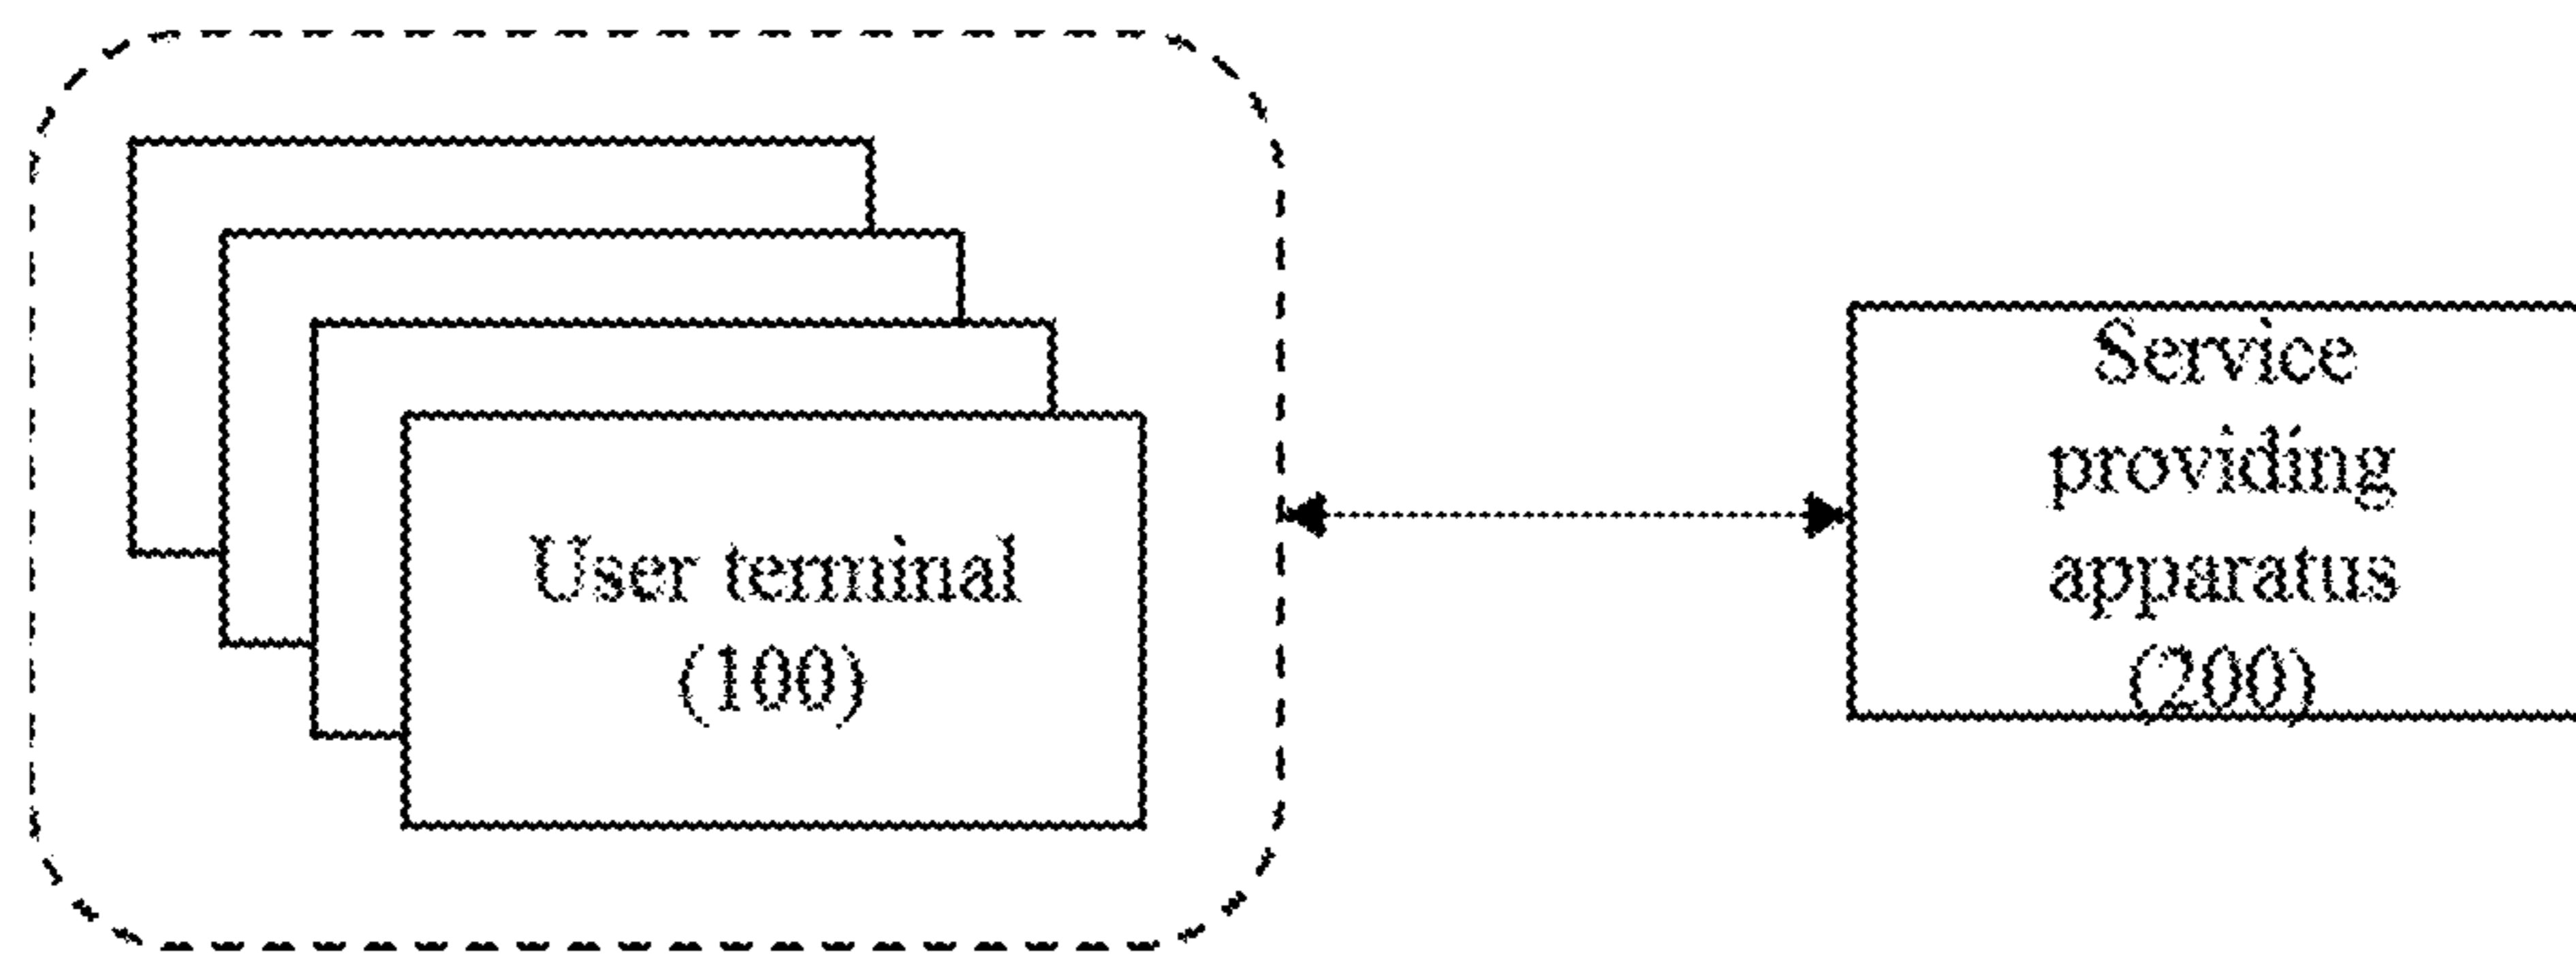 User terminal
(100)
Service
providing
apparatus
(200)